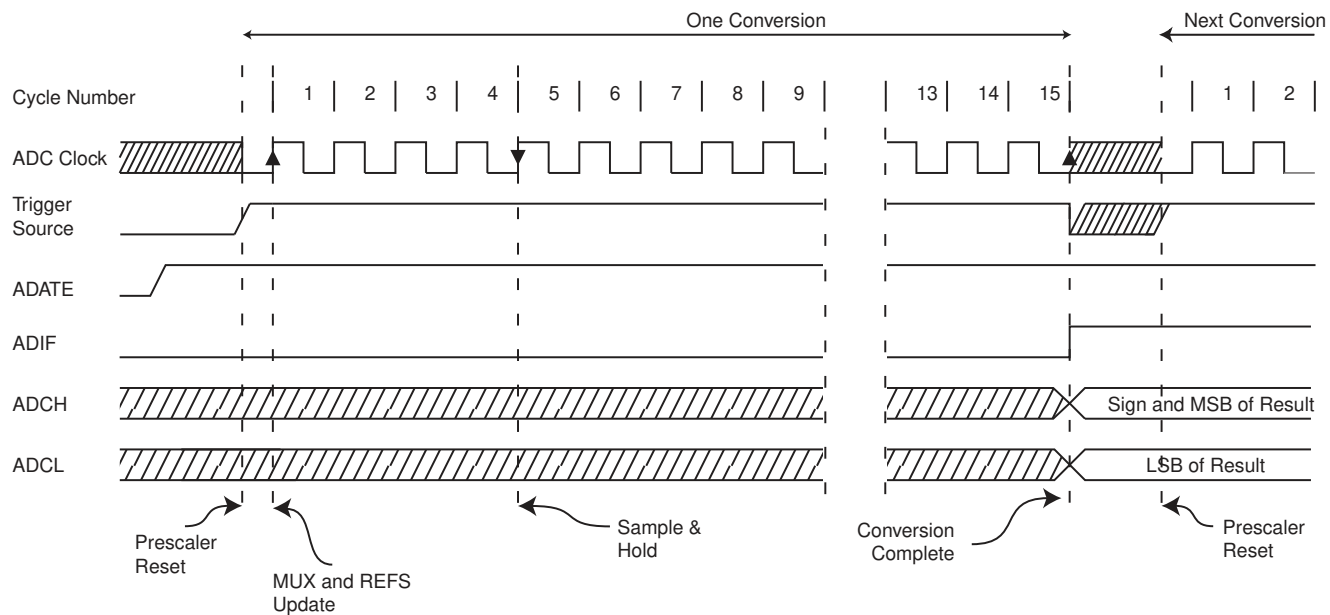 One Conversion
Next Conversion
Cycle Number
1 2 3 4 5 6 7 8 9 13 14 15 1 2
ADC Clock
Trigger
Source
ADATE
ADIF
ADCH
Sign and MSB of Result
ADCL
LSB of Result
Prescaler
Reset
MUX and REFS
Update
Sample &
Hold
Conversion
Complete
Prescaler
Reset